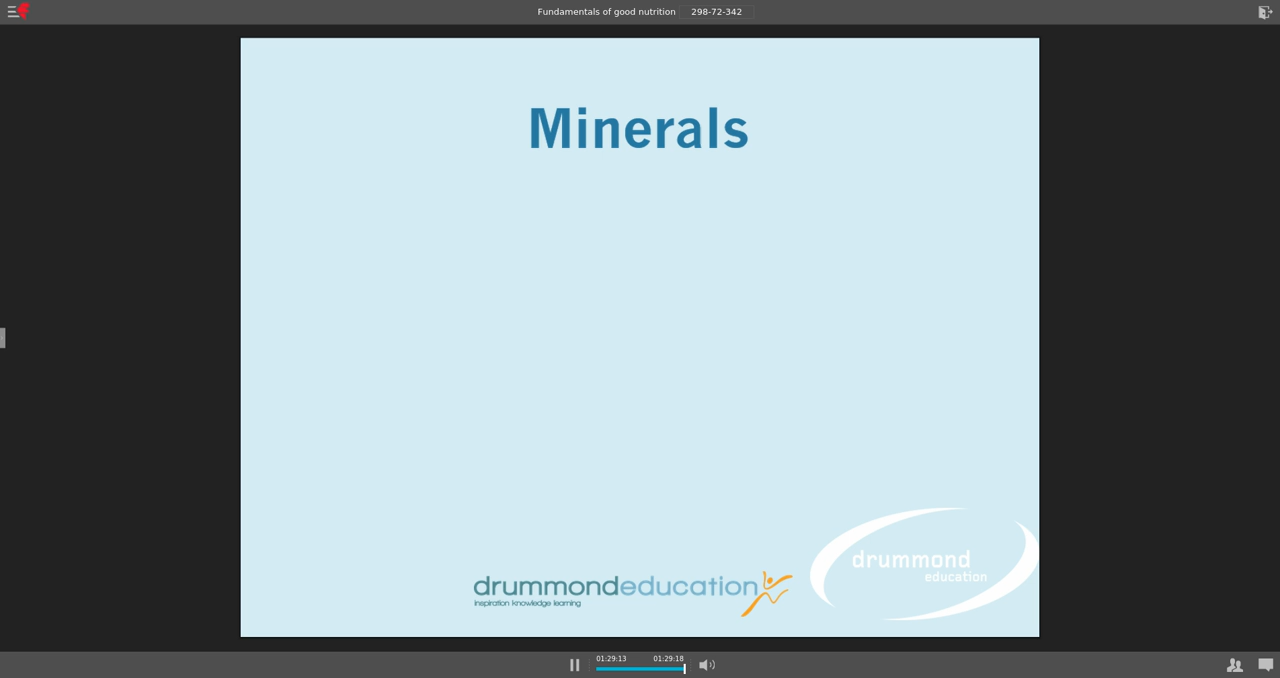 Fundamentals of good nutrition 298-72-342
Minerals
drummond
education
drummondeducation
inspiration knowledge learning
01:29:13 01:29:18